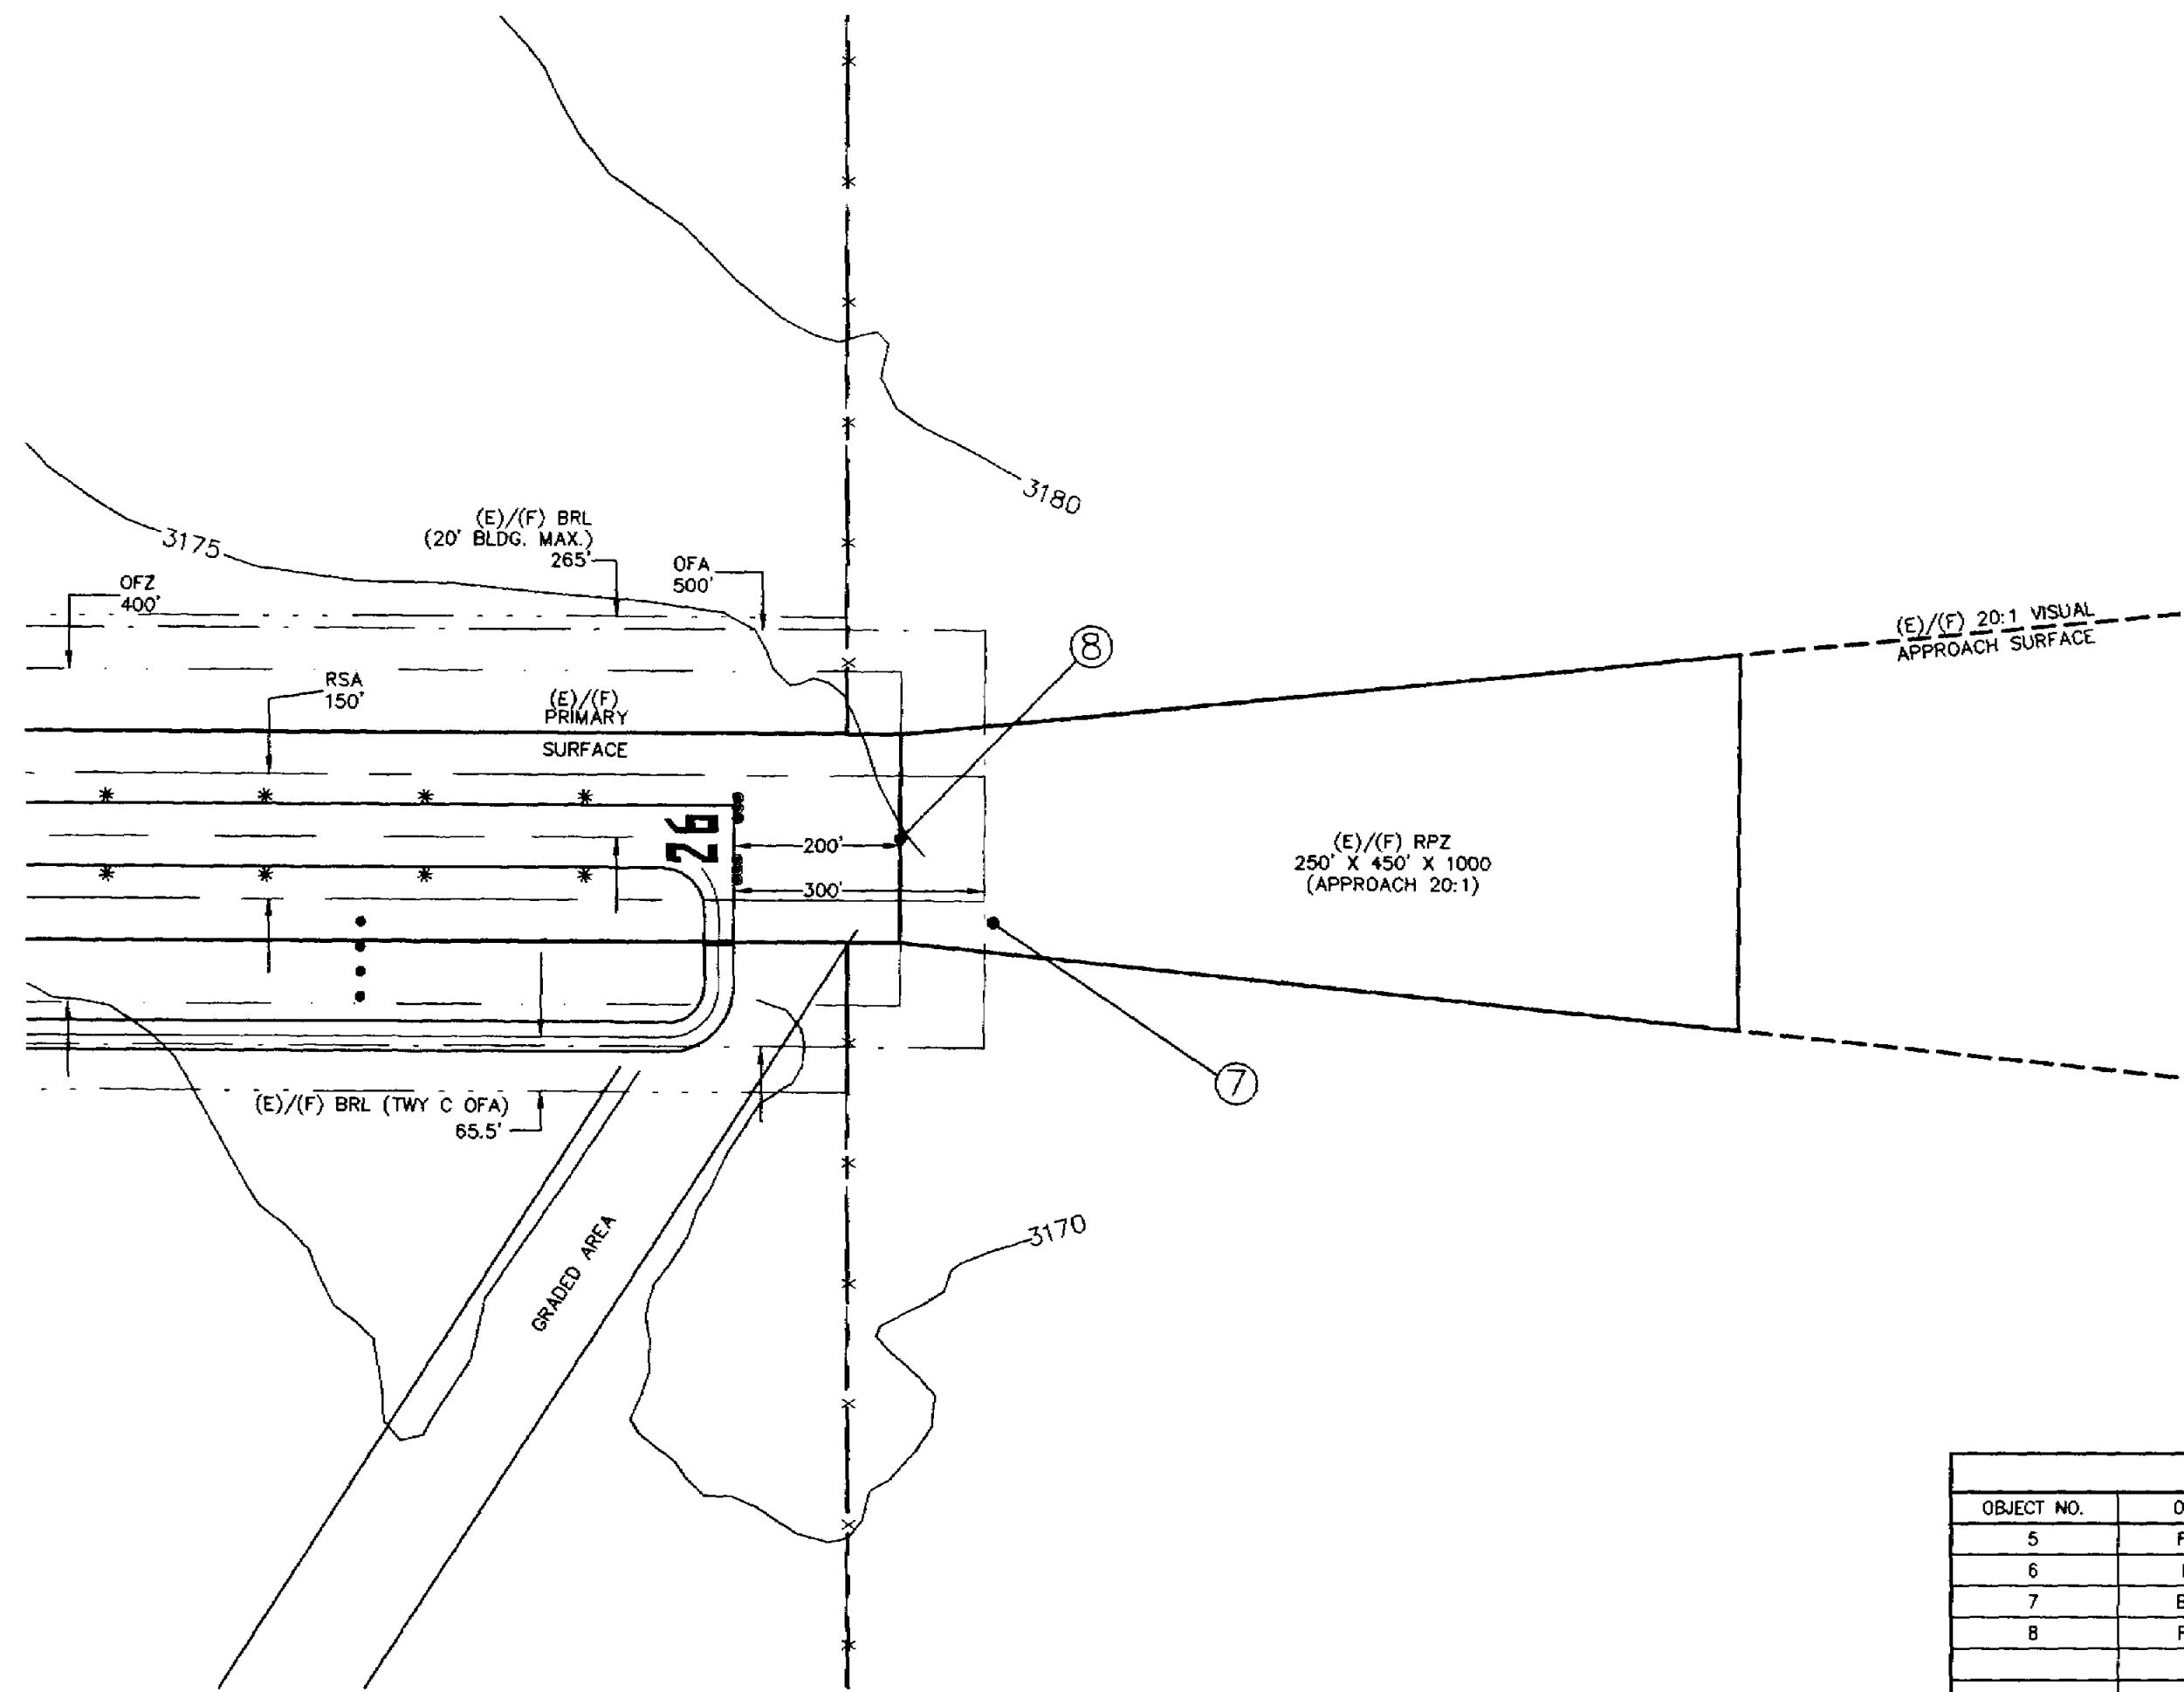 3180
(E)/(F) BRL
(20' BLDG. MAX.)
265'
3175
OFA
500'
OFZ
400'
(E)/(F) 20:1 VISUAL
APPROACH SURFACE
8
RSA
150'
(E)/(F)
PRIMARY
SURFACE
26
200'
(E)/(F) RPZ
250' X 450' X 1000
(APPROACH 20:1)
300'
7
(E)/(F) BRL (TWY C OFA)
65.5'
GRADED AREA
3170
OBJECT NO.
5
6
7
8